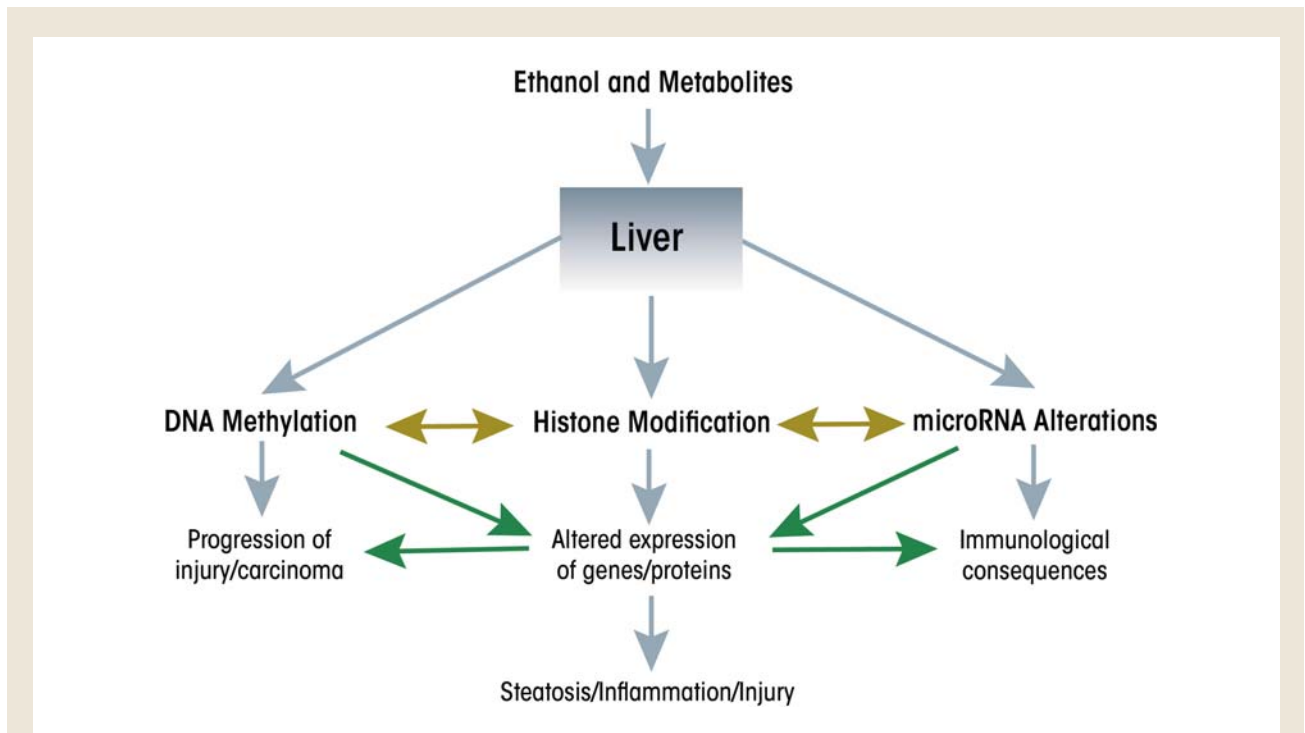 Ethanol and Metabolites
Liver
DNA Methylation
Histone Modification
microRNA Alterations
Progression of
injury/carcinoma
Altered expression
of genes/proteins
Immunological
consequences
Steatosis/Inflammation/Injury